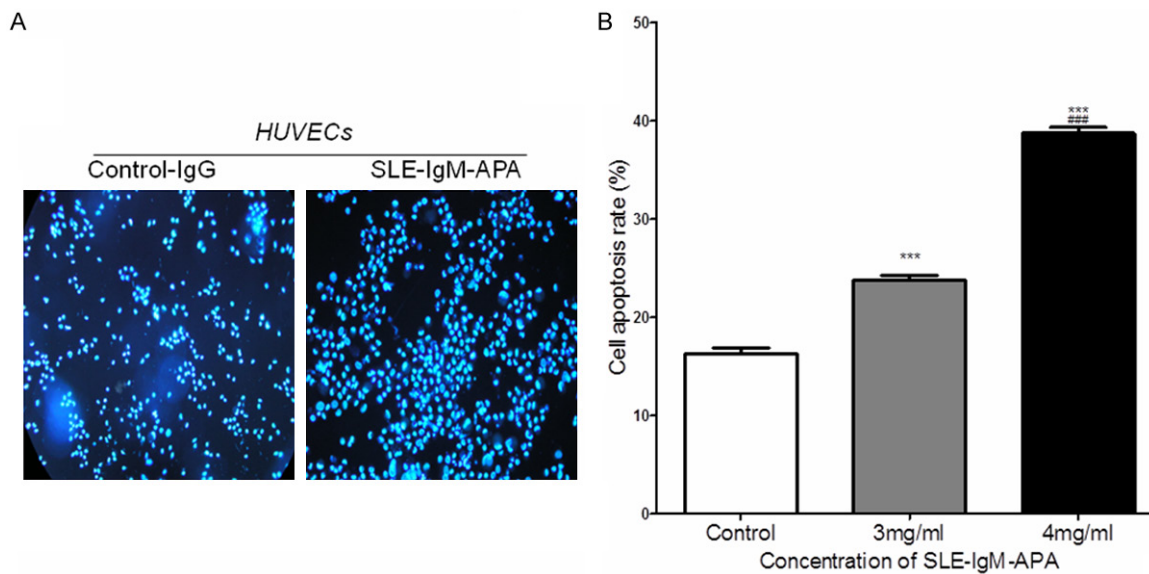 A
HUVECs
Control-IgG SLE-IgM-APA
B
Cell apoptosis rate (%)
50
40
30
20
10
0
***
***
###
Control 3mg/ml 4mg/ml
Concentration of SLE-IgM-APA